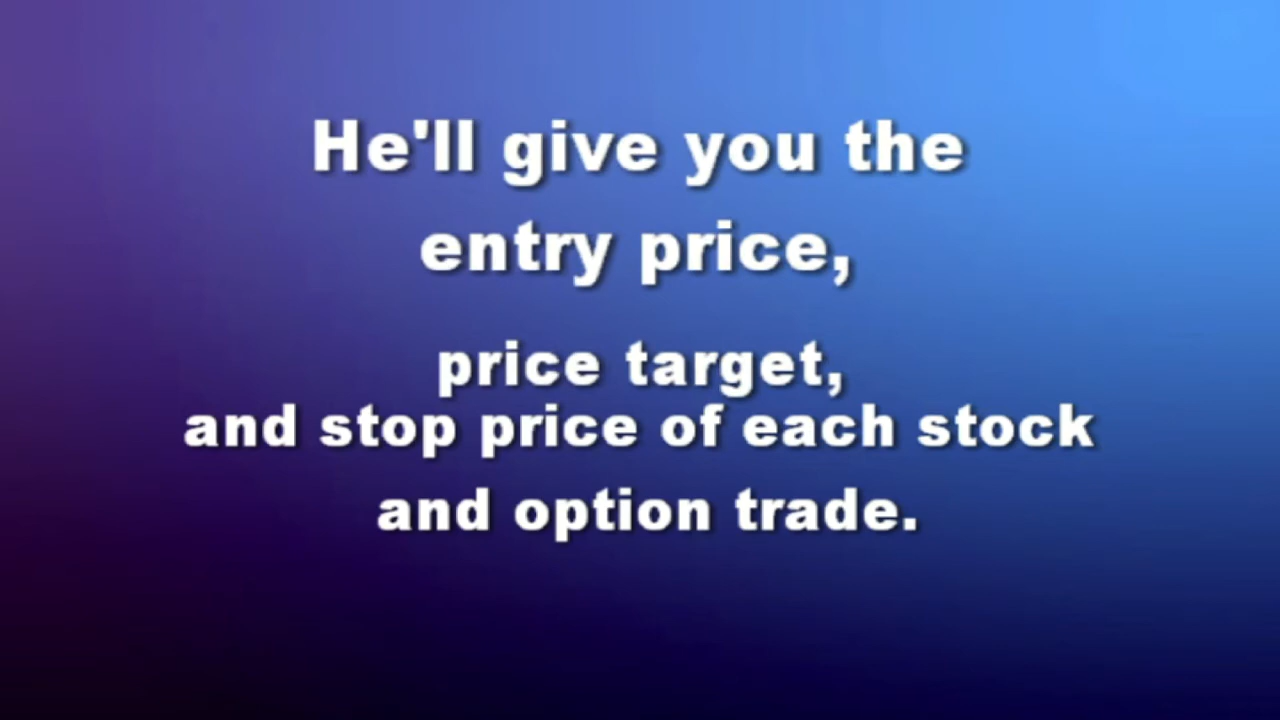 He'll give you the
entry price,
price target,
and stop price of each stock
and option trade.